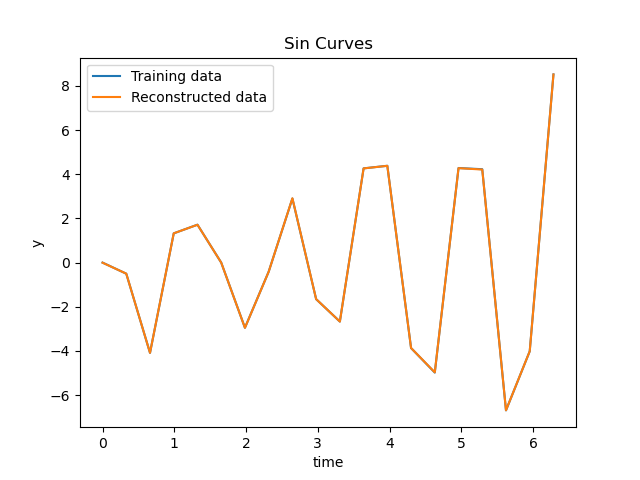 Sin Curves
Training data
Reconstructed data
8
6
4
2
0
−2
−4
−6
y
0 1 2 3 4 5 6
time